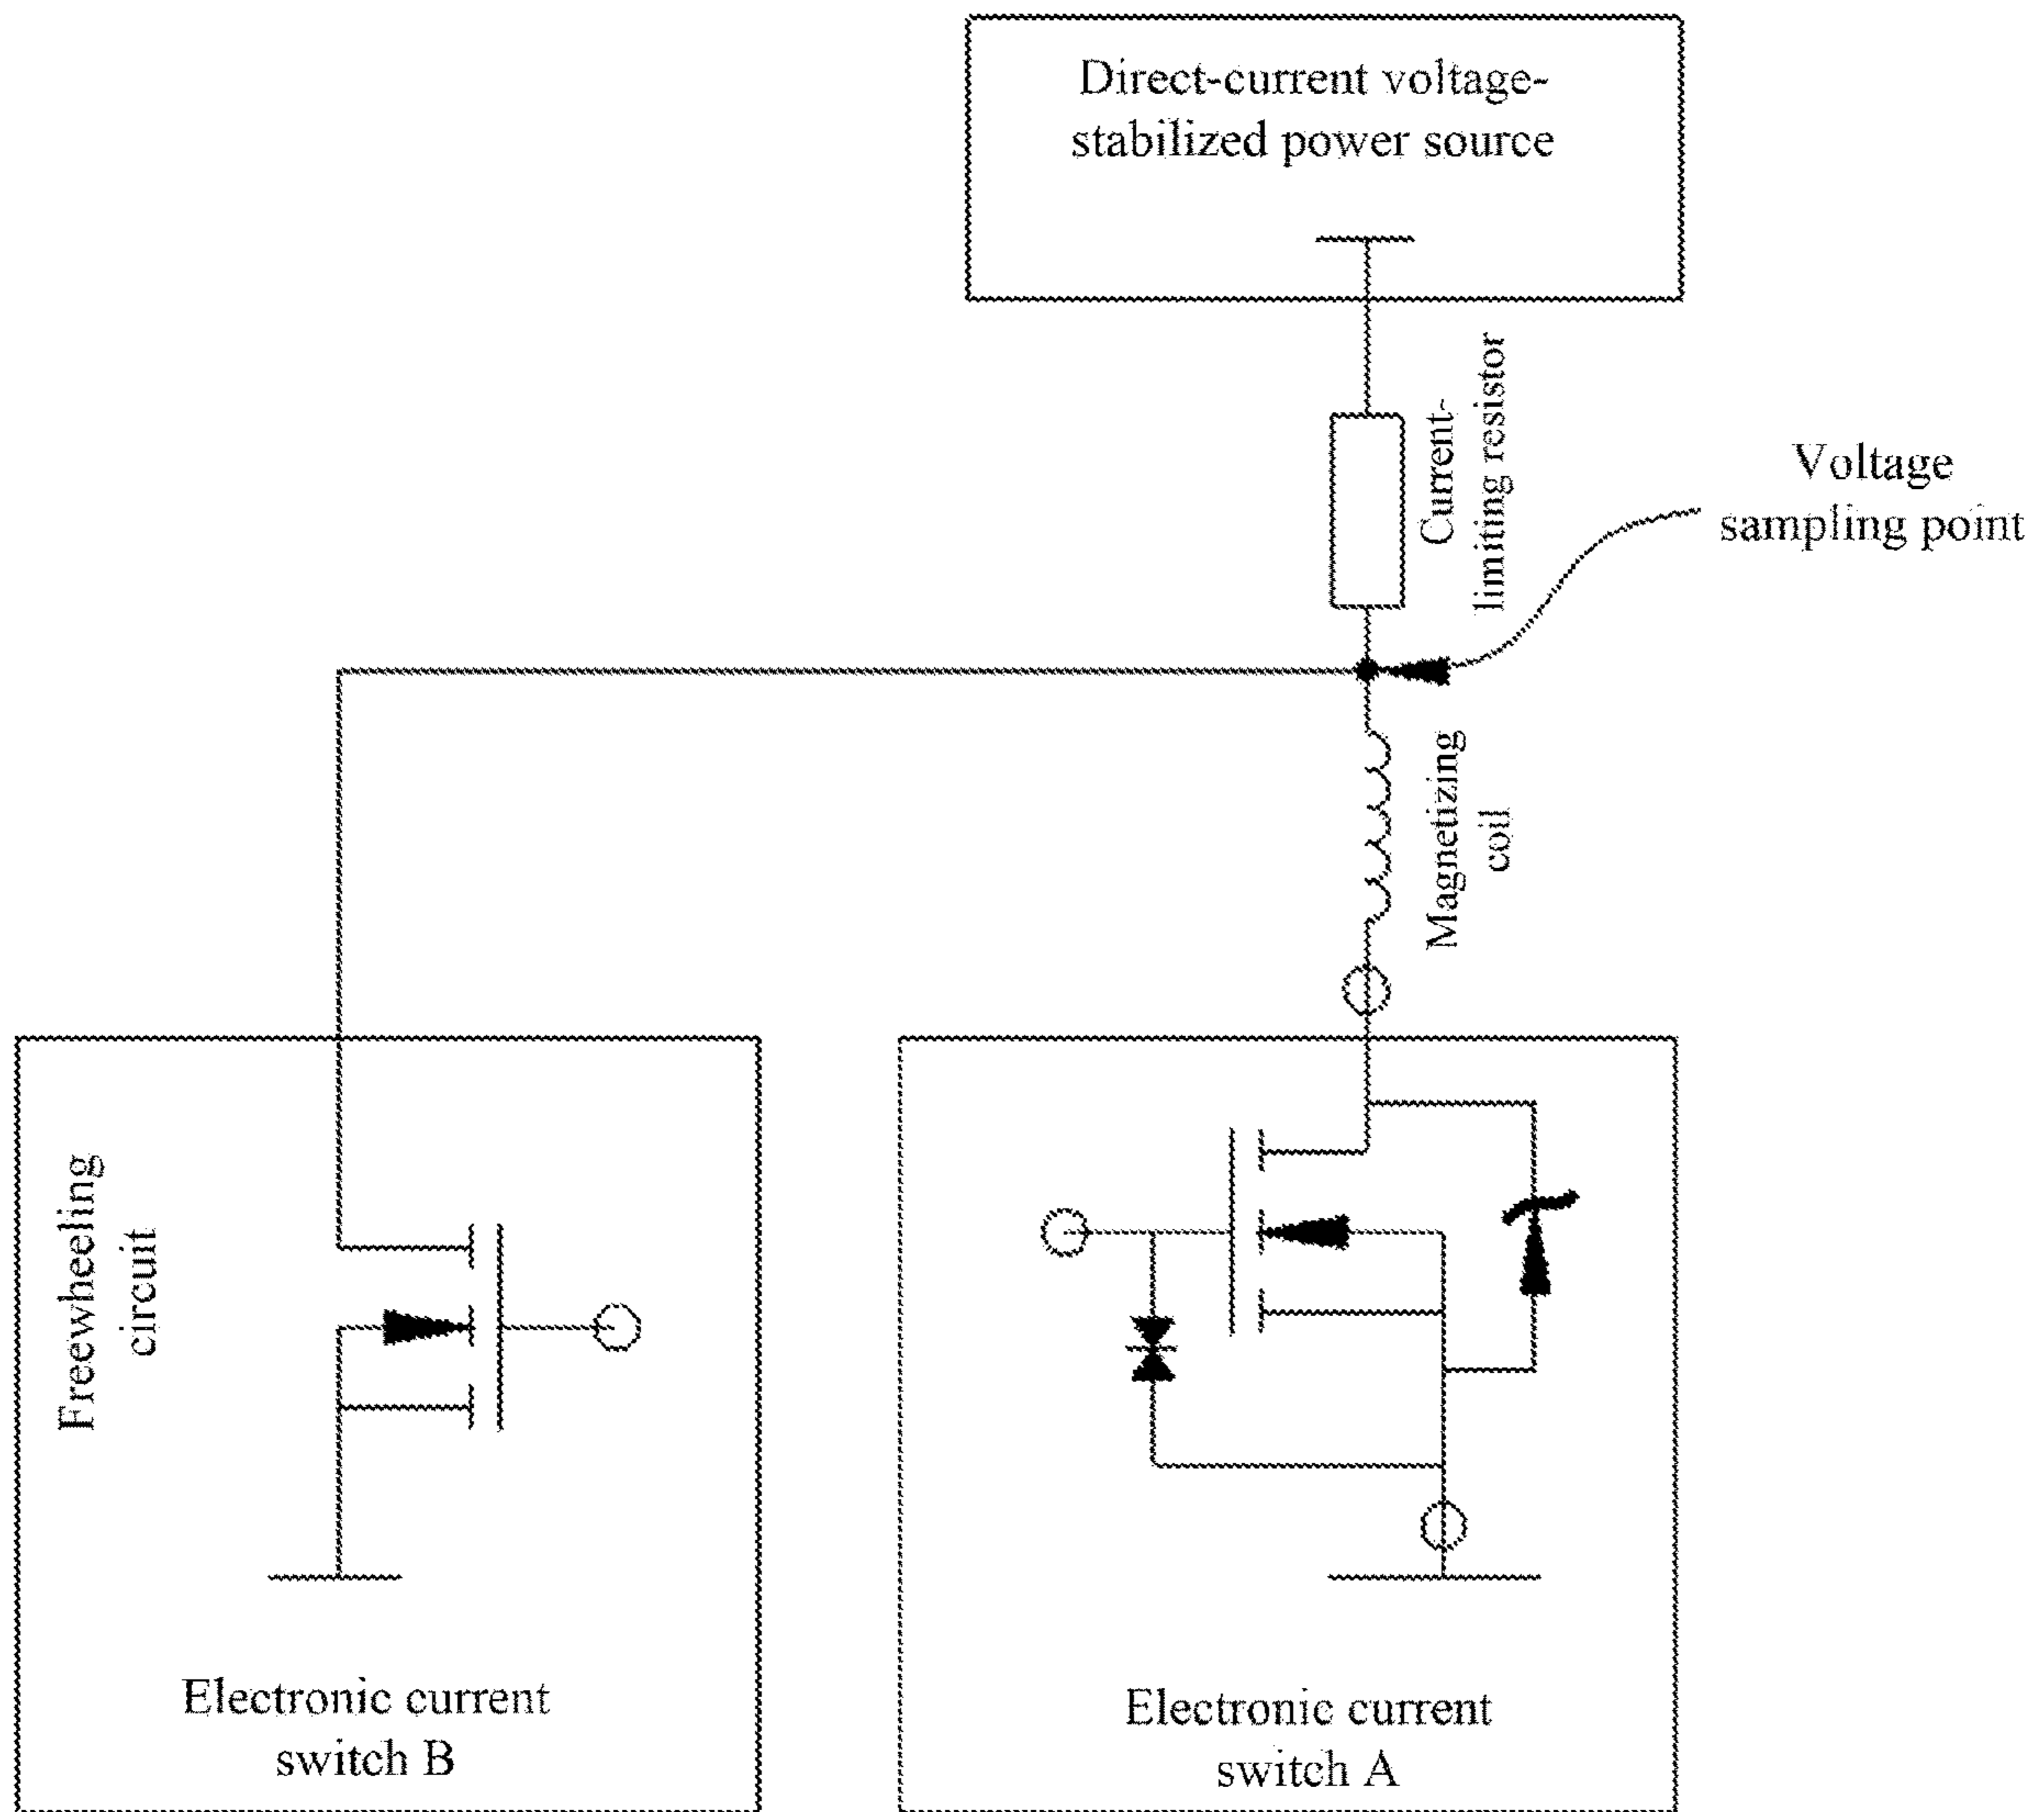 Direct-current voltage-
stabilized power source
Current-
limiting resistor
Voltage
sampling point
Magnetizing
coil
Freewheeling
circuit
Electronic current
switch B
Electronic current
switch A